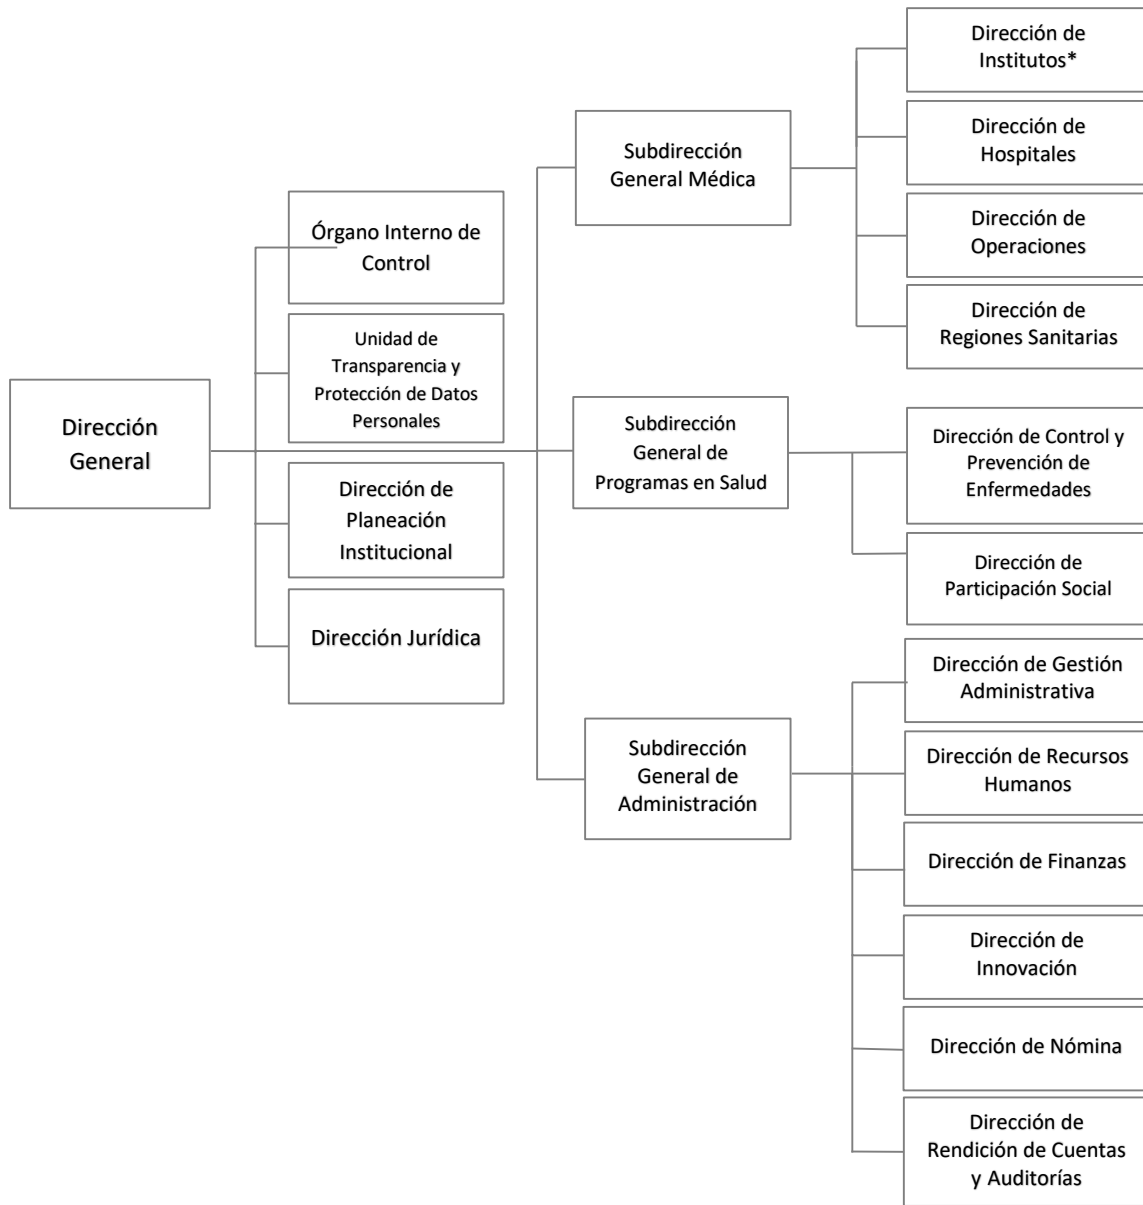 Dirección
General
Órgano Interno de
Control
Unidad de
Transparencia y
Protección de Datos
Personales
Dirección de
Planeación
Institucional
Dirección Jurídica
Subdirección
General Médica
Dirección de
Institutos*
Dirección de
Hospitales
Dirección de
Operaciones
Dirección de
Regiones Sanitarias
Subdirección
General de
Programas en Salud
Dirección de Control y
Prevención de
Enfermedades
Dirección de
Participación Social
Subdirección
General de
Administración
Dirección de Gestión
Administrativa
Dirección de Recursos
Humanos
Dirección de Finanzas
Dirección de
Innovación
Dirección de Nómina
Dirección de
Rendición de Cuentas
y Auditorías